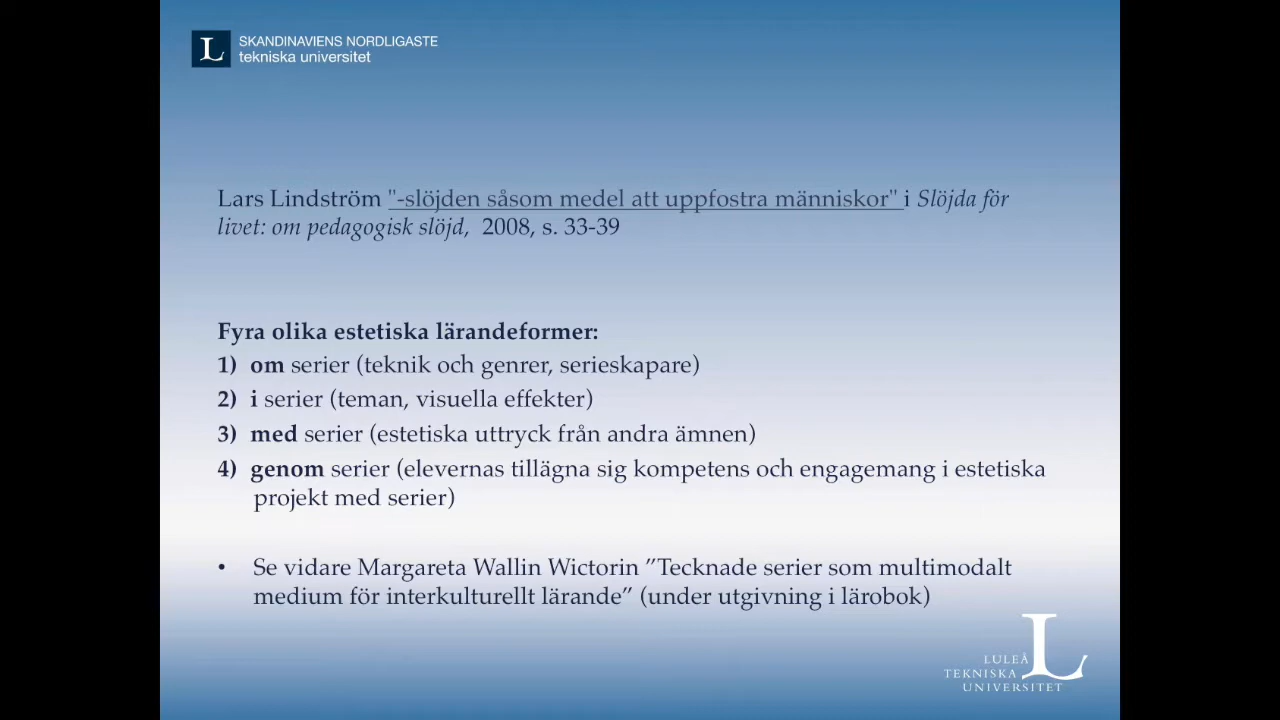 SKANDINAVIENS NORDLIGASTE
tekniska universitet
Lars Lindström "-slöjden såsom medel att uppfostra människor" i Slöjda för
livet: om pedagogisk slöjd, 2008, s. 33-39
Fyra olika estetiska lärandeformer:
1) om serier (teknik och genrer, serieskapare)
2) i serier (teman, visuella effekter)
3) med serier (estetiska uttryck från andra ämnen)
4) genom serier (elevernas tillägna sig kompetens och engagemang i estetiska
projekt med serier)
• Se vidare Margareta Wallin Wictorin ”Tecknade serier som multimodalt
medium för interkulturellt lärande” (under utgivning i lärobok)
LULEÅ
TEKNISKA
UNIVERSITET